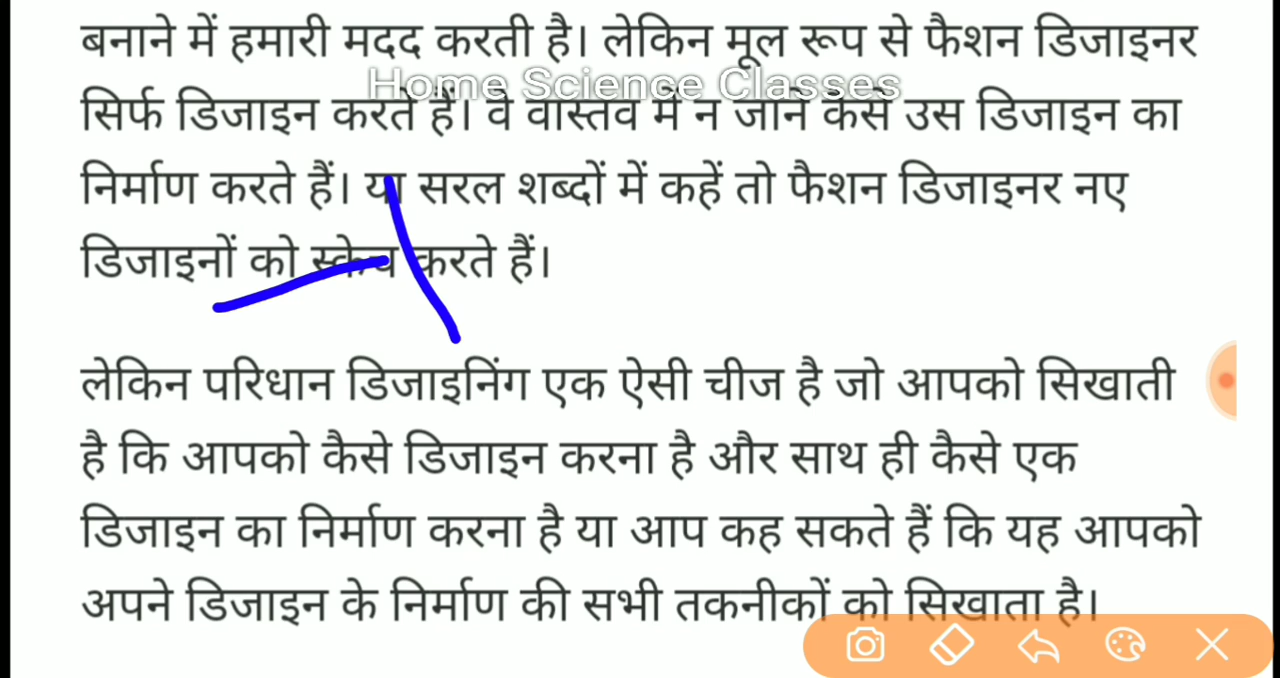 बनाने में हमारी मदद करती है। लेकिन मूल रूप से फैशन डिजाइनर
Home Science Classes
सिर्फ डिजाइन करते हैं। वे वास्तव में न जाने कैसे उस डिजाइन का
निर्माण करते हैं। या सरल शब्दों में कहें तो फैशन डिजाइनर नए
डिजाइनों को स्केच करते हैं।
लेकिन परिधान डिजाइनिंग एक ऐसी चीज है जो आपको सिखाती
है कि आपको कैसे डिजाइन करना है और साथ ही कैसे एक
डिजाइन का निर्माण करना है या आप कह सकते हैं कि यह आपको
अपने डिजाइन के निर्माण की सभी तकनीकों को सिखाता है।